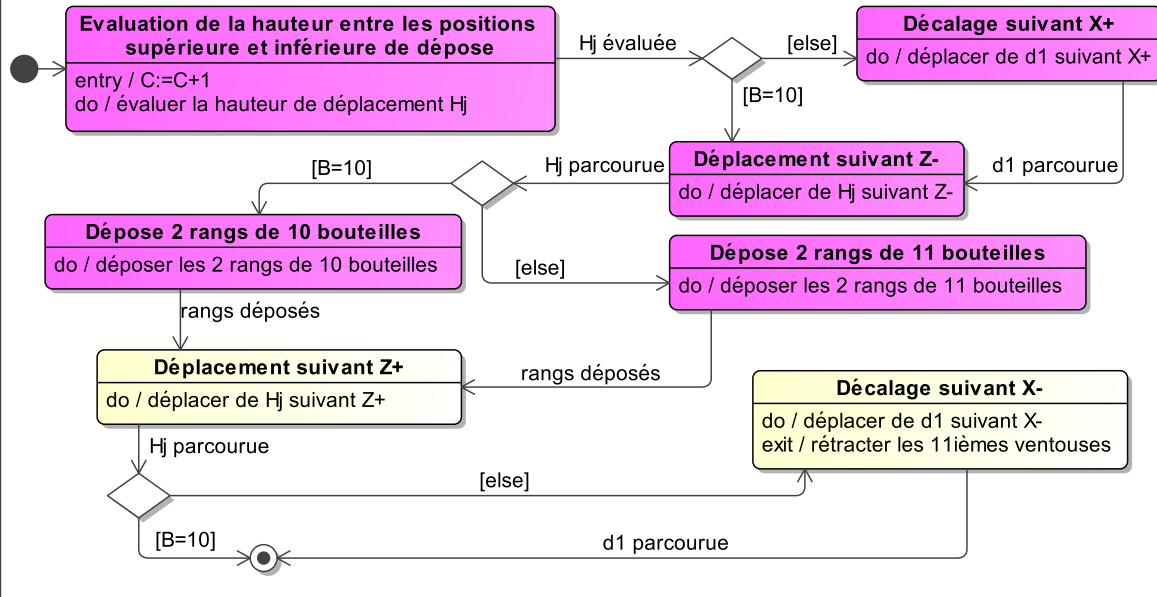 Evaluation de la hauteur entre les positions
supérieure et inférieure de dépose
entry / C:=C+1
do / évaluer la hauteur de déplacement Hj
Hj évaluée
[else]
[B=10]
Décalage suivant X+
do / déplacer de d1 suivant X+
d1 parcourue
Déplacement suivant Z-
do / déplacer de Hj suivant Z-
Hj parcourue
[B=10]
[else]
Dépose 2 rangs de 10 bouteilles
do / déposer les 2 rangs de 10 bouteilles
rangs déposés
Dépose 2 rangs de 11 bouteilles
do / déposer les 2 rangs de 11 bouteilles
rangs déposés
Déplacement suivant Z+
do / déplacer de Hj suivant Z+
Hj parcourue
[else]
[B=10]
Décalage suivant X-
do / déplacer de d1 suivant X-
exit / rétracter les 11ièmes ventouses
d1 parcourue